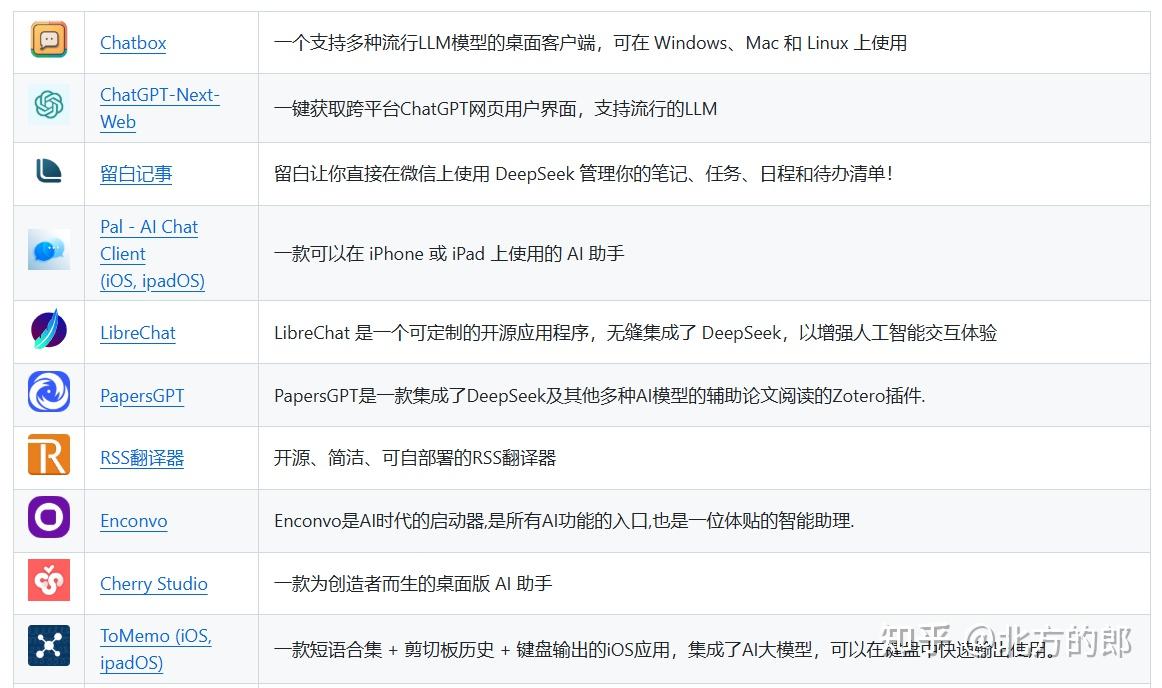 Chatbox
一个支持多种流行LLM模型的桌面客户端，可在 Windows、Mac 和 Linux 上使用
ChatGPT-Next-
Web
一键获取跨平台ChatGPT网页用户界面，支持流行的LLM
留白记事
留白让你直接在微信上使用 DeepSeek 管理你的笔记、任务、日程和待办清单！
Pal - AI Chat
Client
(iOS, ipadOS)
一款可以在 iPhone 或 iPad 上使用的 AI 助手
LibreChat
LibreChat 是一个可定制的开源应用程序，无缝集成了 DeepSeek，以增强人工智能交互体验
PapersGPT
PapersGPT是一款集成了DeepSeek及其他多种AI模型的辅助论文阅读的Zotero插件.
RSS翻译器
开源、简洁、可自部署的RSS翻译器
Enconvo
Enconvo是AI时代的启动器,是所有AI功能的入口,也是一位体贴的智能助理.
Cherry Studio
一款为创造者而生的桌面版 AI 助手
ToMemo (iOS,
ipadOS)
一款短语合集 + 剪切板历史 + 键盘输出的iOS应用，集成了AI大模型，可以在键盘中快速输出使用。
知乎 @北方的郎